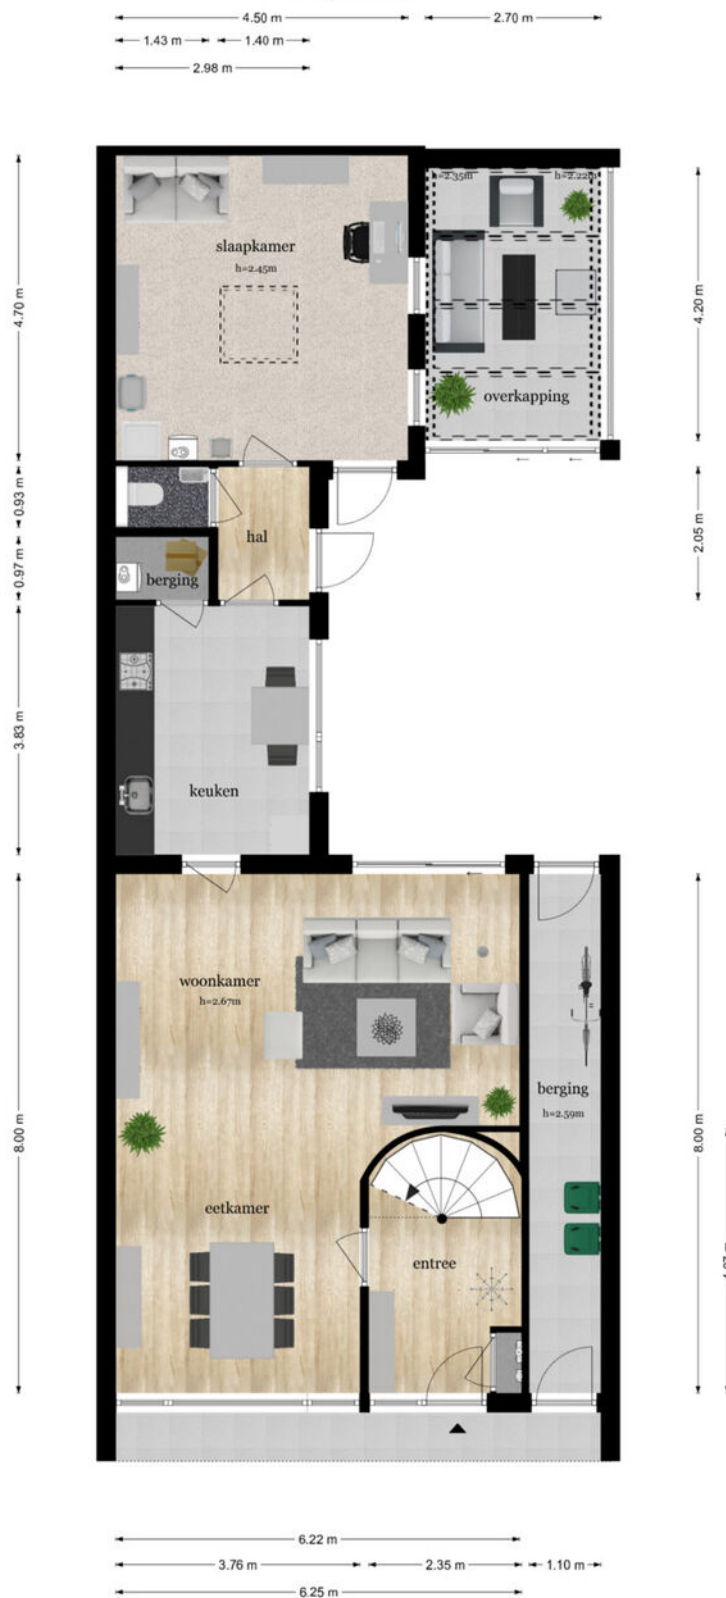 4.50 m
2.70 m
1.43 m
1.40 m
2.98 m
h=2.35m
h=2.22m
slaapkamer
h=2.45m
4.70 m
4.20 m
overkapping
0.93 m
hal
2.05 m
0.97 m
berging
3.83 m
keuken
woonkamer
h=2.67m
berging
h=2.59m
8.00 m
8.00 m
eetkamer
entree
6.22 m
3.76 m
2.35 m
1.10 m
6.25 m